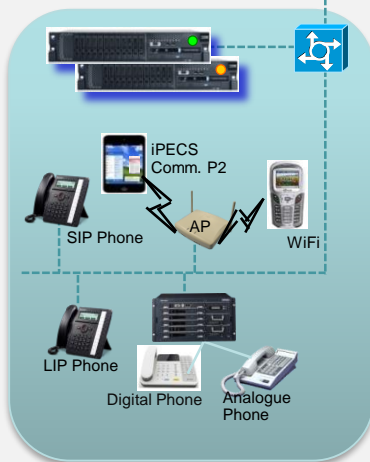 iPECS
Comm. P2
SIP Phone
AP
WiFi
LIP Phone
Digital Phone
Analogue
Phone